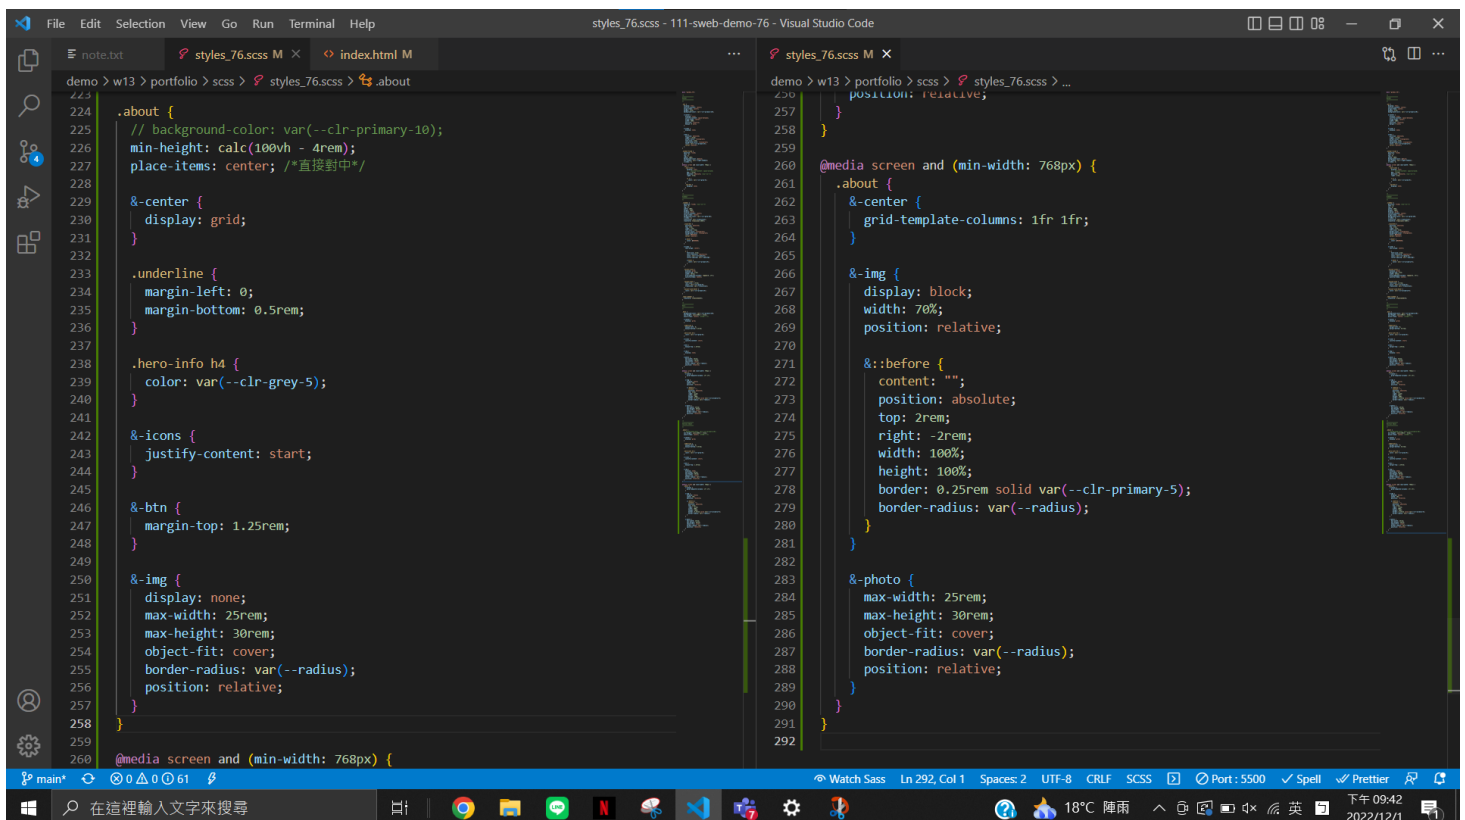 File Edit Selection View Go Run Terminal Help
styles_76.scss - 111-sweb-demo-76 - Visual Studio Code
note.txt
styles_76.scss M
index.html M
demo > w13 > portfolio > scss > styles_76.scss > .about
223
224 .about {
225 // background-color: var(--clr-primary-10);
226 min-height: calc(100vh - 4rem);
227 place-items: center; /*直接對中*/
228
229 &-center {
230 display: grid;
231 }
232
233 .underline {
234 margin-left: 0;
235 margin-bottom: 0.5rem;
236 }
237
238 .hero-info h4 {
239 color: var(--clr-grey-5);
240 }
241
242 &-icons {
243 justify-content: start;
244 }
245
246 &-btn {
247 margin-top: 1.25rem;
248 }
249
250 &-img {
251 display: none;
252 max-width: 25rem;
253 max-height: 30rem;
254 object-fit: cover;
255 border-radius: var(--radius);
256 position: relative;
257 }
258 }
259
260 @media screen and (min-width: 768px) {
styles_76.scss M
demo > w13 > portfolio > scss > styles_76.scss > ...
256 position: relative;
257 }
258 }
259
260 @media screen and (min-width: 768px) {
261 .about {
262 &-center {
263 grid-template-columns: 1fr 1fr;
264 }
265
266 &-img {
267 display: block;
268 width: 70%;
269 position: relative;
270
271 &::before {
272 content: "";
273 position: absolute;
274 top: 2rem;
275 right: -2rem;
276 width: 100%;
277 height: 100%;
278 border: 0.25rem solid var(--clr-primary-5);
279 border-radius: var(--radius);
280 }
281 }
282
283 &-photo {
284 max-width: 25rem;
285 max-height: 30rem;
286 object-fit: cover;
287 border-radius: var(--radius);
288 position: relative;
289 }
290 }
291 }
292
4
main* 0 0 61
Watch Sass Ln 292, Col 1 Spaces: 2 UTF-8 CRLF SCSS Port : 5500 Spell Prettier
在這裡輸入文字來搜尋
LINE
N
7
18°C 陣雨
英
下午 09:42
2022/12/1
1